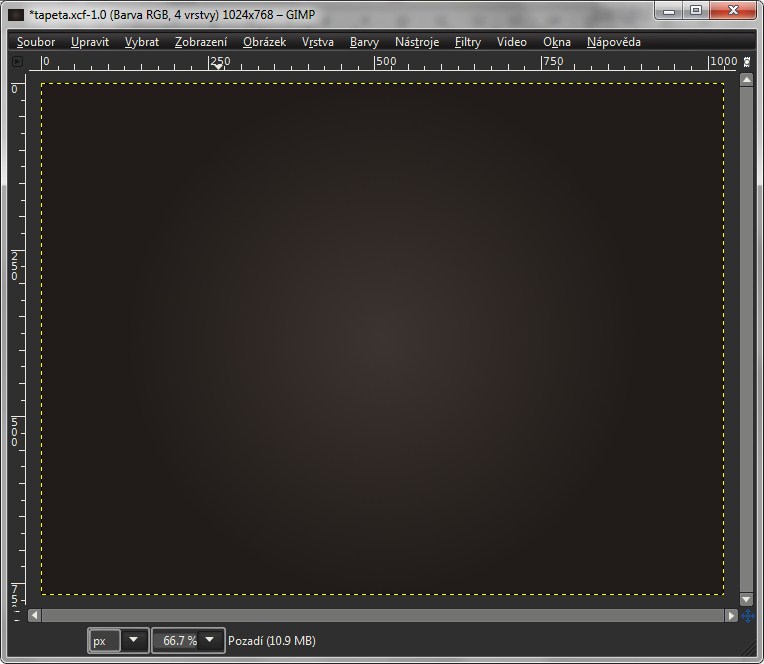 *tapeta.xcf-1.0 (Barva RGB, 4 vrstvy) 1024x768 – GIMP
Soubor Upravit Vybrat Zobrazení Obrázek Vrstva Barvy Nástroje Filtry Video Okna Nápověda
0 250 500 750 1000
0
250
500
75
px 66.7 % Pozadí (10.9 MB)